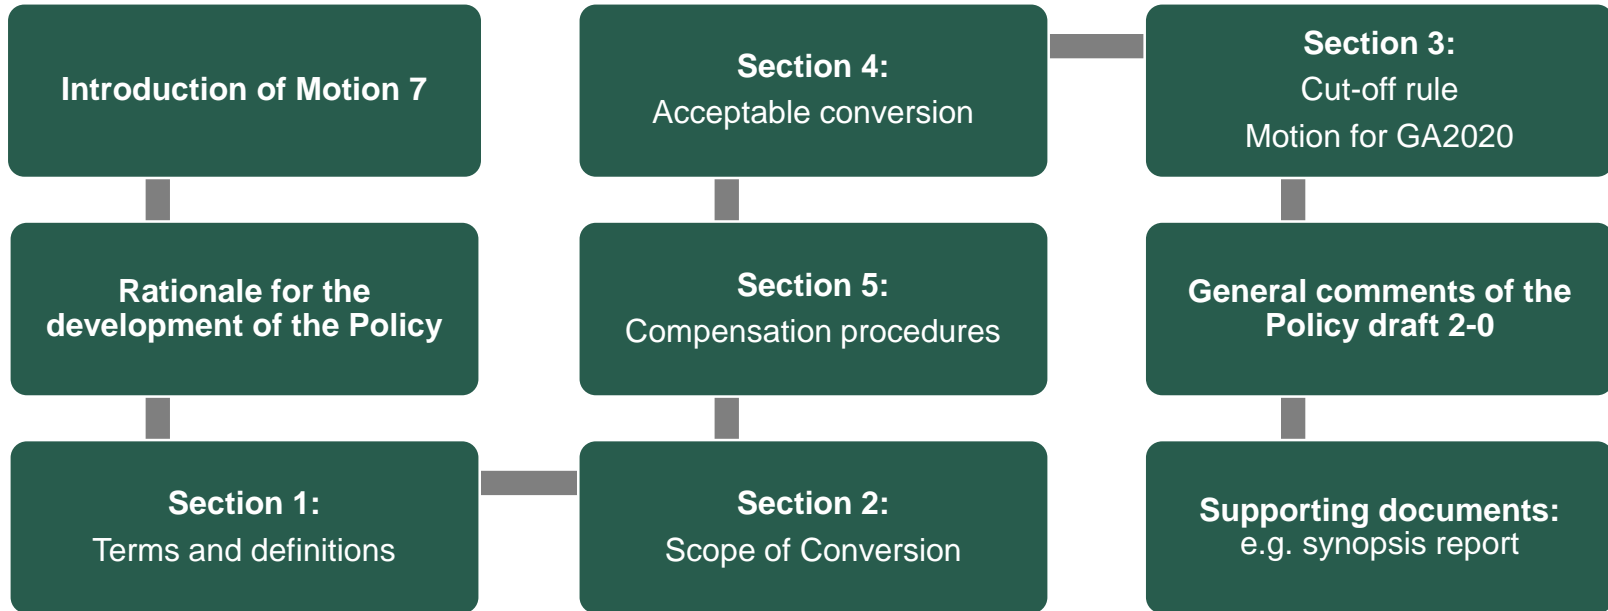 Introduction of Motion 7
Rationale for the
development of the Policy
Section 1:
Terms and definitions
Section 2:
Scope of Conversion
Section 5:
Compensation procedures
Section 4:
Acceptable conversion
Section 3:
Cut-off rule
Motion for GA2020
General comments of the
Policy draft 2-0
Supporting documents:
e.g. synopsis report